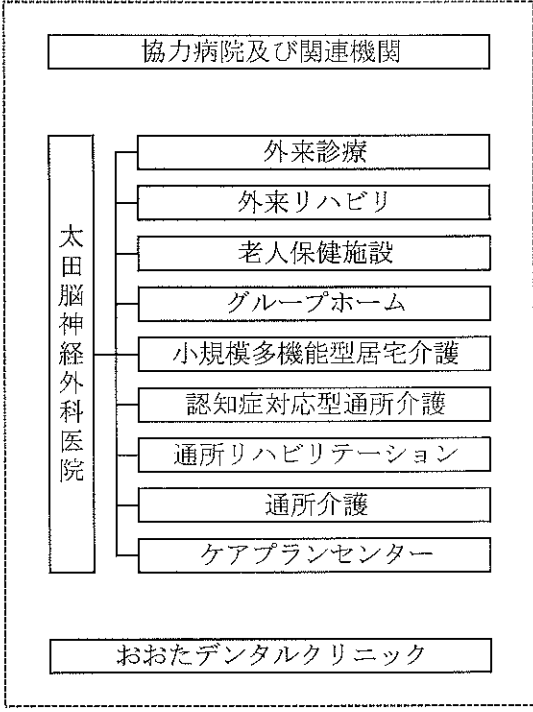 協力病院及び関連機関
太田脳神経外科医院
外来診療
外来リハビリ
老人保健施設
グループホーム
小規模多機能型居宅介護
認知症対応型通所介護
通所リハビリテーション
通所介護
ケアプランセンター
おおたデンタルクリニック